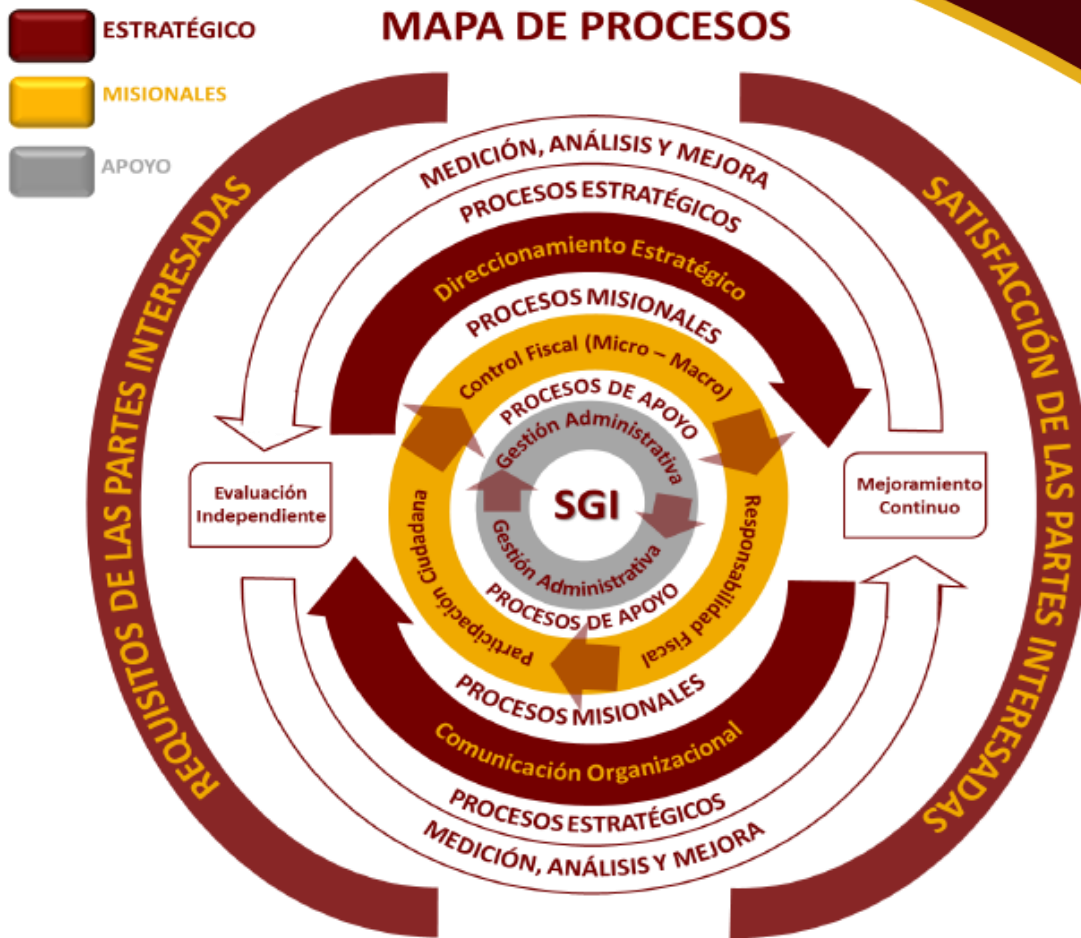 MAPA DE PROCESOS
ESTRATÉGICO
MISIONALES
APOYO
REQUISITOS DE LAS PARTES INTERESADAS
SATISFACCIÓN DE LAS PARTES INTERESADAS
MEDICIÓN, ANÁLISIS Y MEJORA
PROCESOS ESTRATÉGICOS
Direccionamiento Estratégico
PROCESOS MISIONALES
Control Fiscal (Micro – Macro)
PROCESOS DE APOYO
Gestión Administrativa
SGI
Evaluación
Independiente
Mejoramiento
Continuo
Participación Ciudadana
Responsabilidad Fiscal
Gestión Administrativa
PROCESOS DE APOYO
PROCESOS MISIONALES
Comunicación Organizacional
PROCESOS ESTRATÉGICOS
MEDICIÓN, ANÁLISIS Y MEJORA